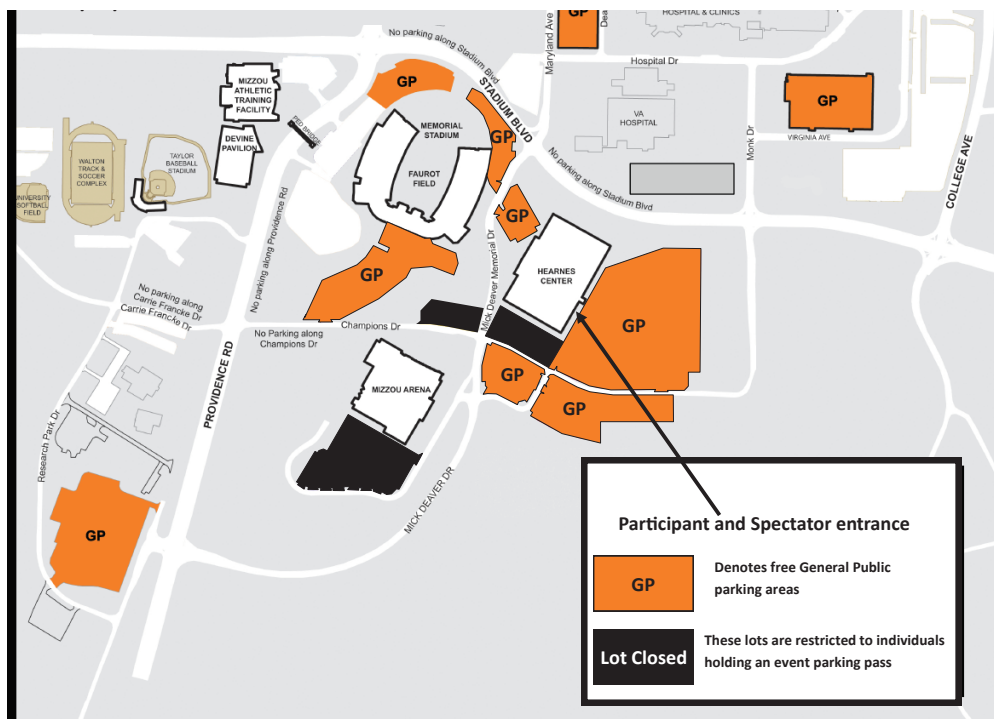 HOSPITAL & CLINICS
Maryland Ave
GP
No parking along Stadium Blvd
STADIUM BLVD
Hospital Dr
MIZZOU
ATHLETIC
TRAINING
FACILITY
GP
GP
PED BRIDGE
MEMORIAL
STADIUM
GP
VA
HOSPITAL
Monk Dr
VIRGINIA AVE
COLLEGE AVE
DEVINE
PAVILION
WALTON
TRACK &
SOCCER
COMPLEX
TAYLOR
BASEBALL
STADIUM
FAUROT
FIELD
No parking along Stadium Blvd
UNIVERSITY
SOFTBALL
FIELD
No parking along Providence Rd
GP
Mick Deaver Memorial Dr
HEARNES
CENTER
GP
No parking along
Carrie Francke Dr
Carrie Francke Dr
GP
No Parking along
Champions Dr
Champions Dr
PROVIDENCE RD
MIZZOU ARENA
GP
GP
Research Park Dr
MICK DEAVER DR
GP
Participant and Spectator entrance
GP
Denotes free General Public
parking areas
Lot Closed
These lots are restricted to individuals
holding an event parking pass